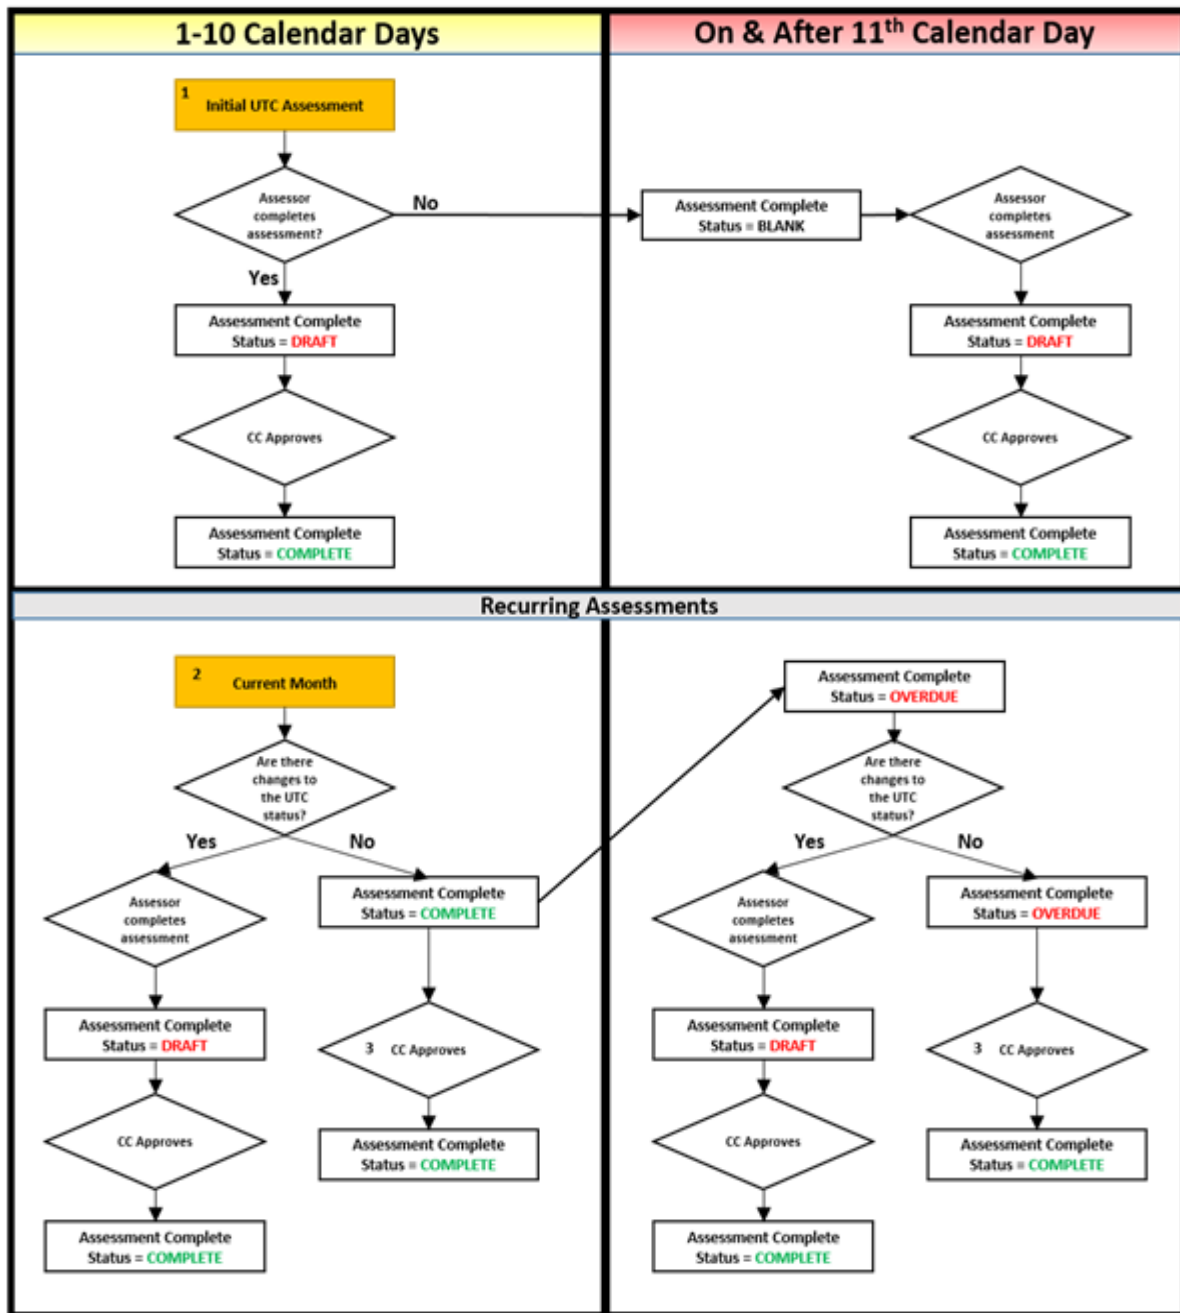 1-10 Calendar Days
On & After 11th Calendar Day
1
Initial UTC Assessment
Assessor
completes
assessment?
No
Yes
Assessment Complete
Status = DRAFT
CC Approves
Assessment Complete
Status = COMPLETE
Assessment Complete
Status = BLANK
Assessor
completes
assessment
Assessment Complete
Status = DRAFT
CC Approves
Assessment Complete
Status = COMPLETE
Recurring Assessments
2
Current Month
Are there
changes to
the UTC
status?
Yes
No
Assessor
completes
assessment
Assessment Complete
Status = DRAFT
CC Approves
Assessment Complete
Status = COMPLETE
Assessment Complete
Status = COMPLETE
3 CC Approves
Assessment Complete
Status = COMPLETE
Assessment Complete
Status = OVERDUE
Are there
changes to
the UTC
status?
Yes
No
Assessor
completes
assessment
Assessment Complete
Status = DRAFT
CC Approves
Assessment Complete
Status = COMPLETE
Assessment Complete
Status = OVERDUE
3 CC Approves
Assessment Complete
Status = COMPLETE